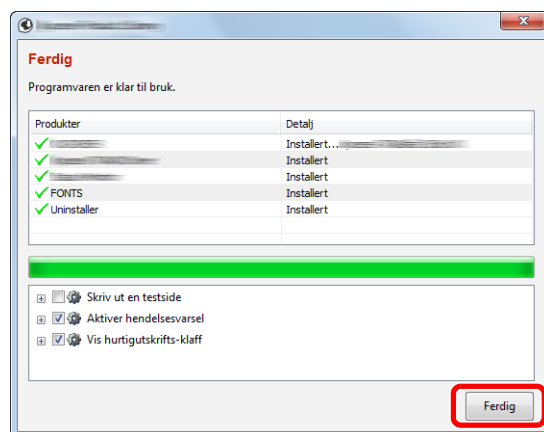 Ferdig
Programvaren er klar til bruk.
Produkter Detalj
Installert...
Installert
Installert
FONTS Installert
Uninstaller Installert
Skriv ut en testside
Aktiver hendelsesvarsel
Vis hurtigutskrifts-klaff
Ferdig